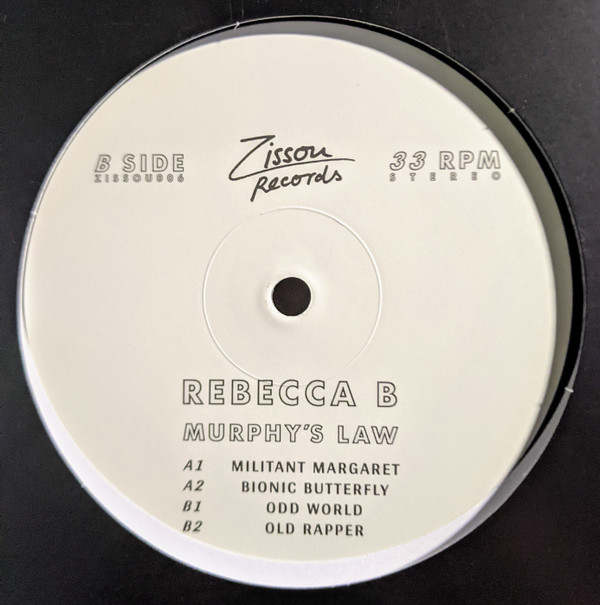 B SIDE
ZISSOU006
Zissou
Records
33 RPM
STEREO
REBECCA B
MURPHY'S LAW
A1 MILITANT MARGARET
A2 BIONIC BUTTERFLY
B1 ODD WORLD
B2 OLD RAPPER